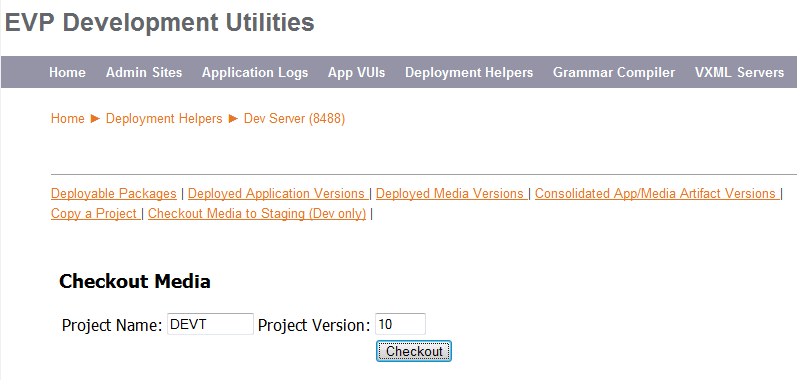 EVP Development Utilities
Home Admin Sites Application Logs App VUIs Deployment Helpers Grammar Compiler VXML Servers
Home ► Deployment Helpers ► Dev Server (8488)
Deployable Packages | Deployed Application Versions | Deployed Media Versions | Consolidated App/Media Artifact Versions |
Copy a Project | Checkout Media to Staging (Dev only) |
Checkout Media
Project Name: DEVT Project Version: 10
Checkout